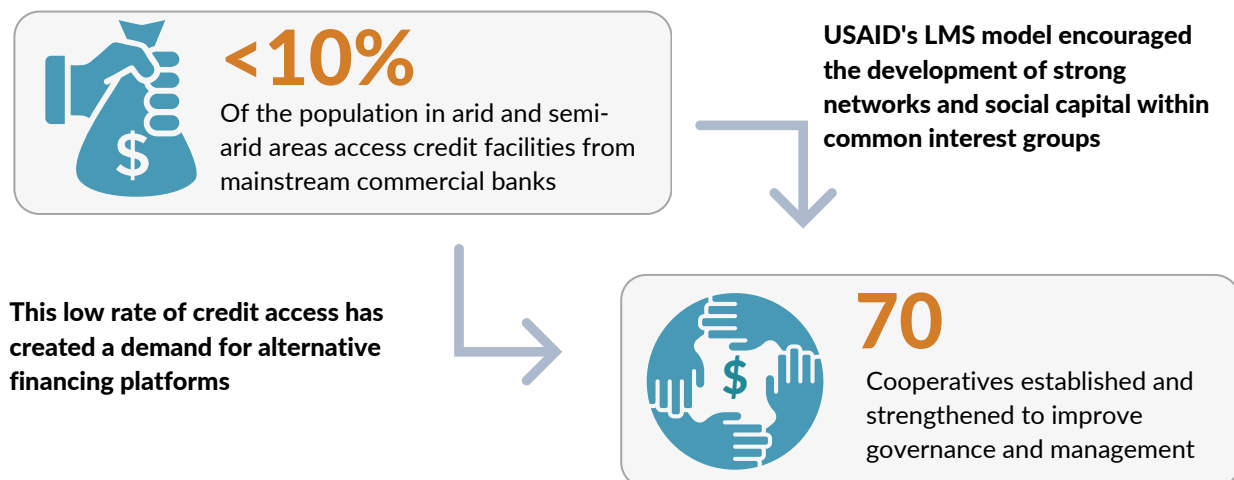 <10%
Of the population in arid and semi-
arid areas access credit facilities from
mainstream commercial banks
$
USAID's LMS model encouraged
the development of strong
networks and social capital within
common interest groups
This low rate of credit access has
created a demand for alternative
financing platforms
$
70
Cooperatives established and
strengthened to improve
governance and management